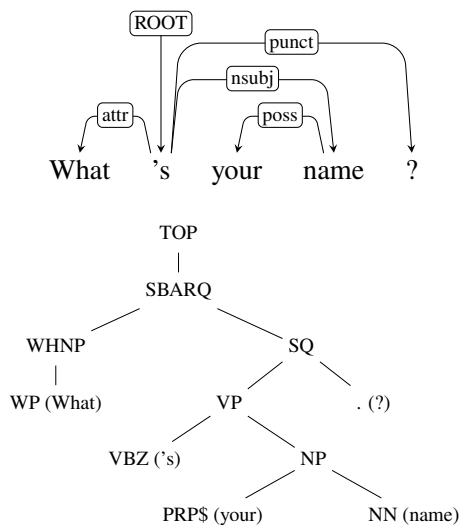 ROOT
punct
nsubj
attr poss
What 's your name ?
TOP
SBARQ
WHNP SQ
WP (What) VP . (?)
VBZ ('s) NP
PRP$ (your) NN (name)